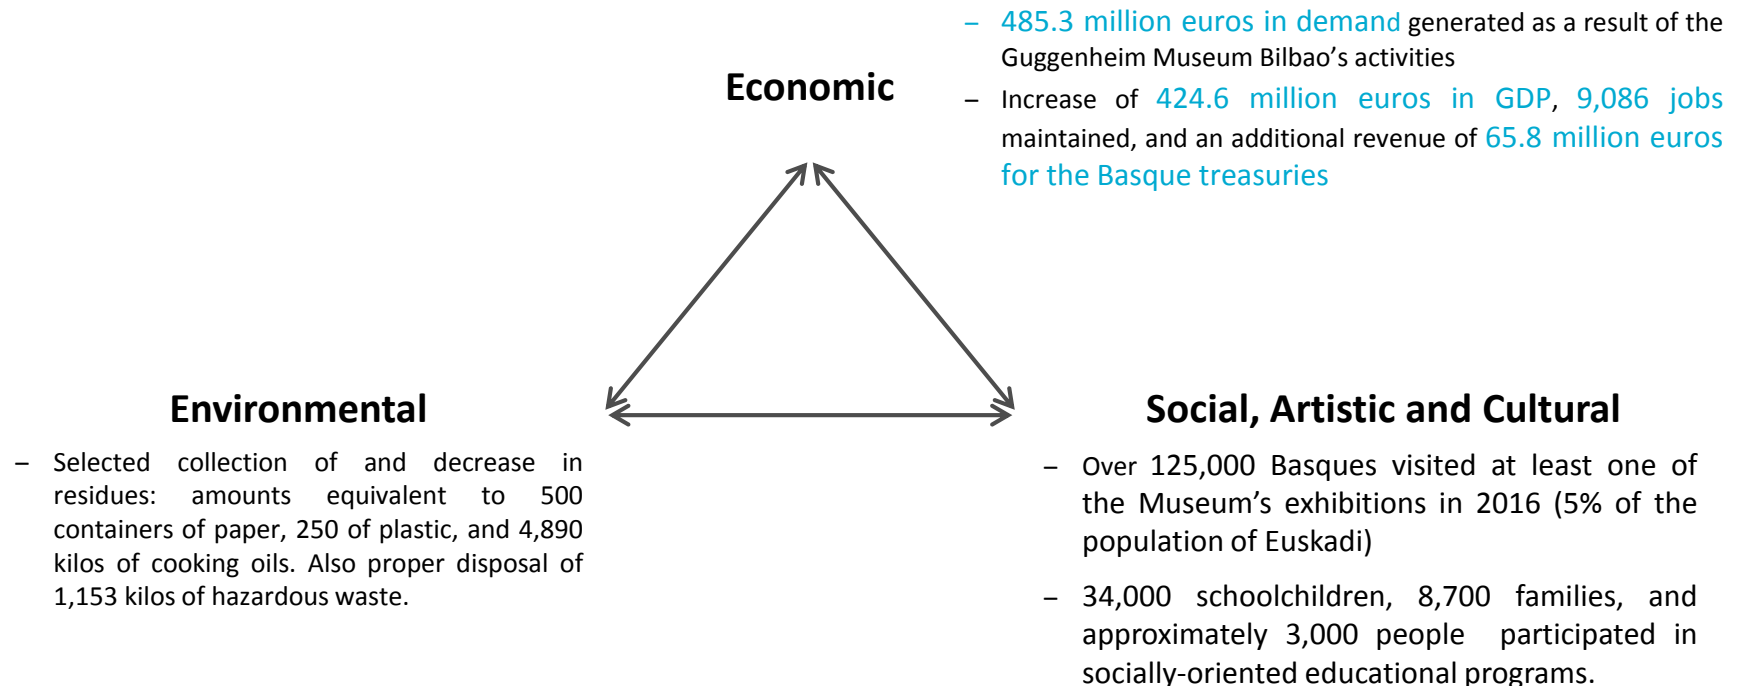 Economic
– 485.3 million euros in demand generated as a result of the
Guggenheim Museum Bilbao’s activities
– Increase of 424.6 million euros in GDP, 9,086 jobs
maintained, and an additional revenue of 65.8 million euros
for the Basque treasuries
Environmental
– Selected collection of and decrease in
residues: amounts equivalent to 500
containers of paper, 250 of plastic, and 4,890
kilos of cooking oils. Also proper disposal of
1,153 kilos of hazardous waste.
Social, Artistic and Cultural
– Over 125,000 Basques visited at least one of
the Museum’s exhibitions in 2016 (5% of the
population of Euskadi)
– 34,000 schoolchildren, 8,700 families, and
approximately 3,000 people participated in
socially-oriented educational programs.